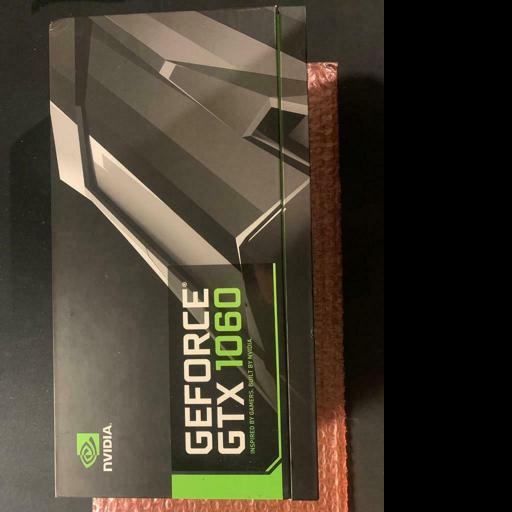 GEFORCE®
GTX 1060
INSPIRED BY GAMERS. BUILT BY NVIDIA.
NVIDIA.